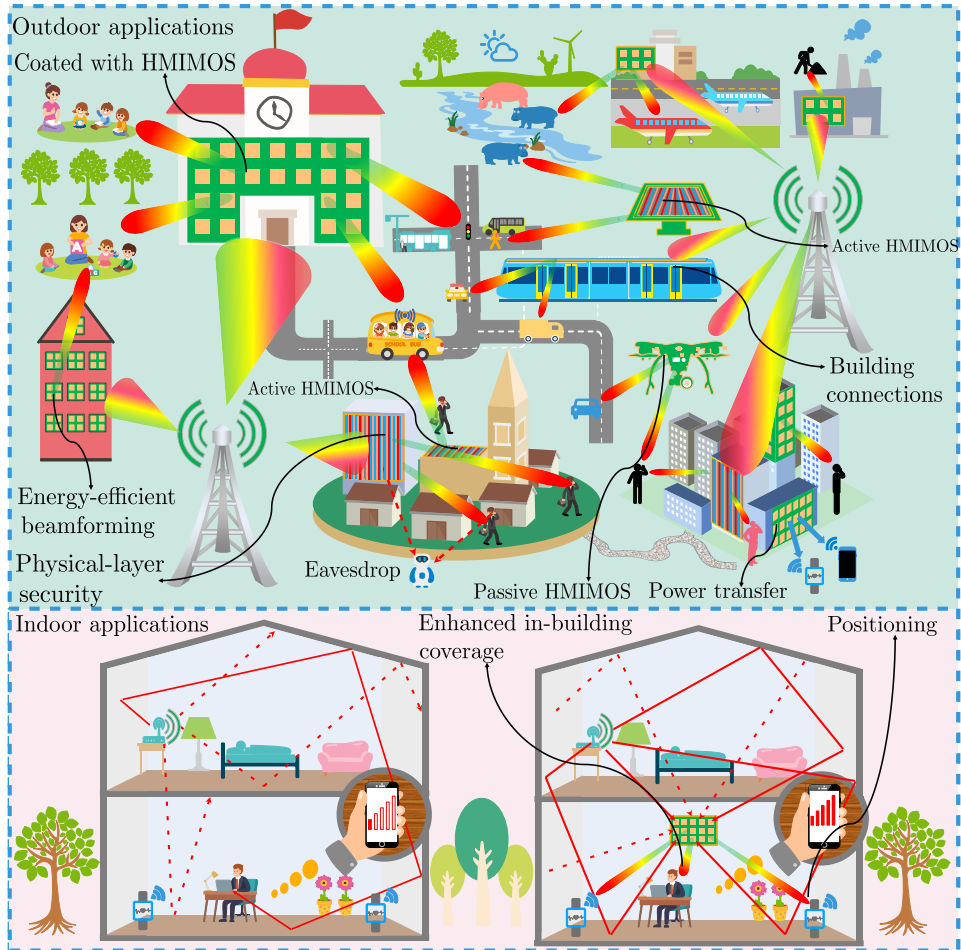 Outdoor applications
Coated with HMIMOS
Active HMIMOS
SCHOOL BUS
Building
connections
Active HMIMOS
A
Energy-efficient
beamforming
Physical-layer
security
Eavesdrop
Passive HMIMOS
Power transfer
Indoor applications
Enhanced in-building
coverage
Positioning